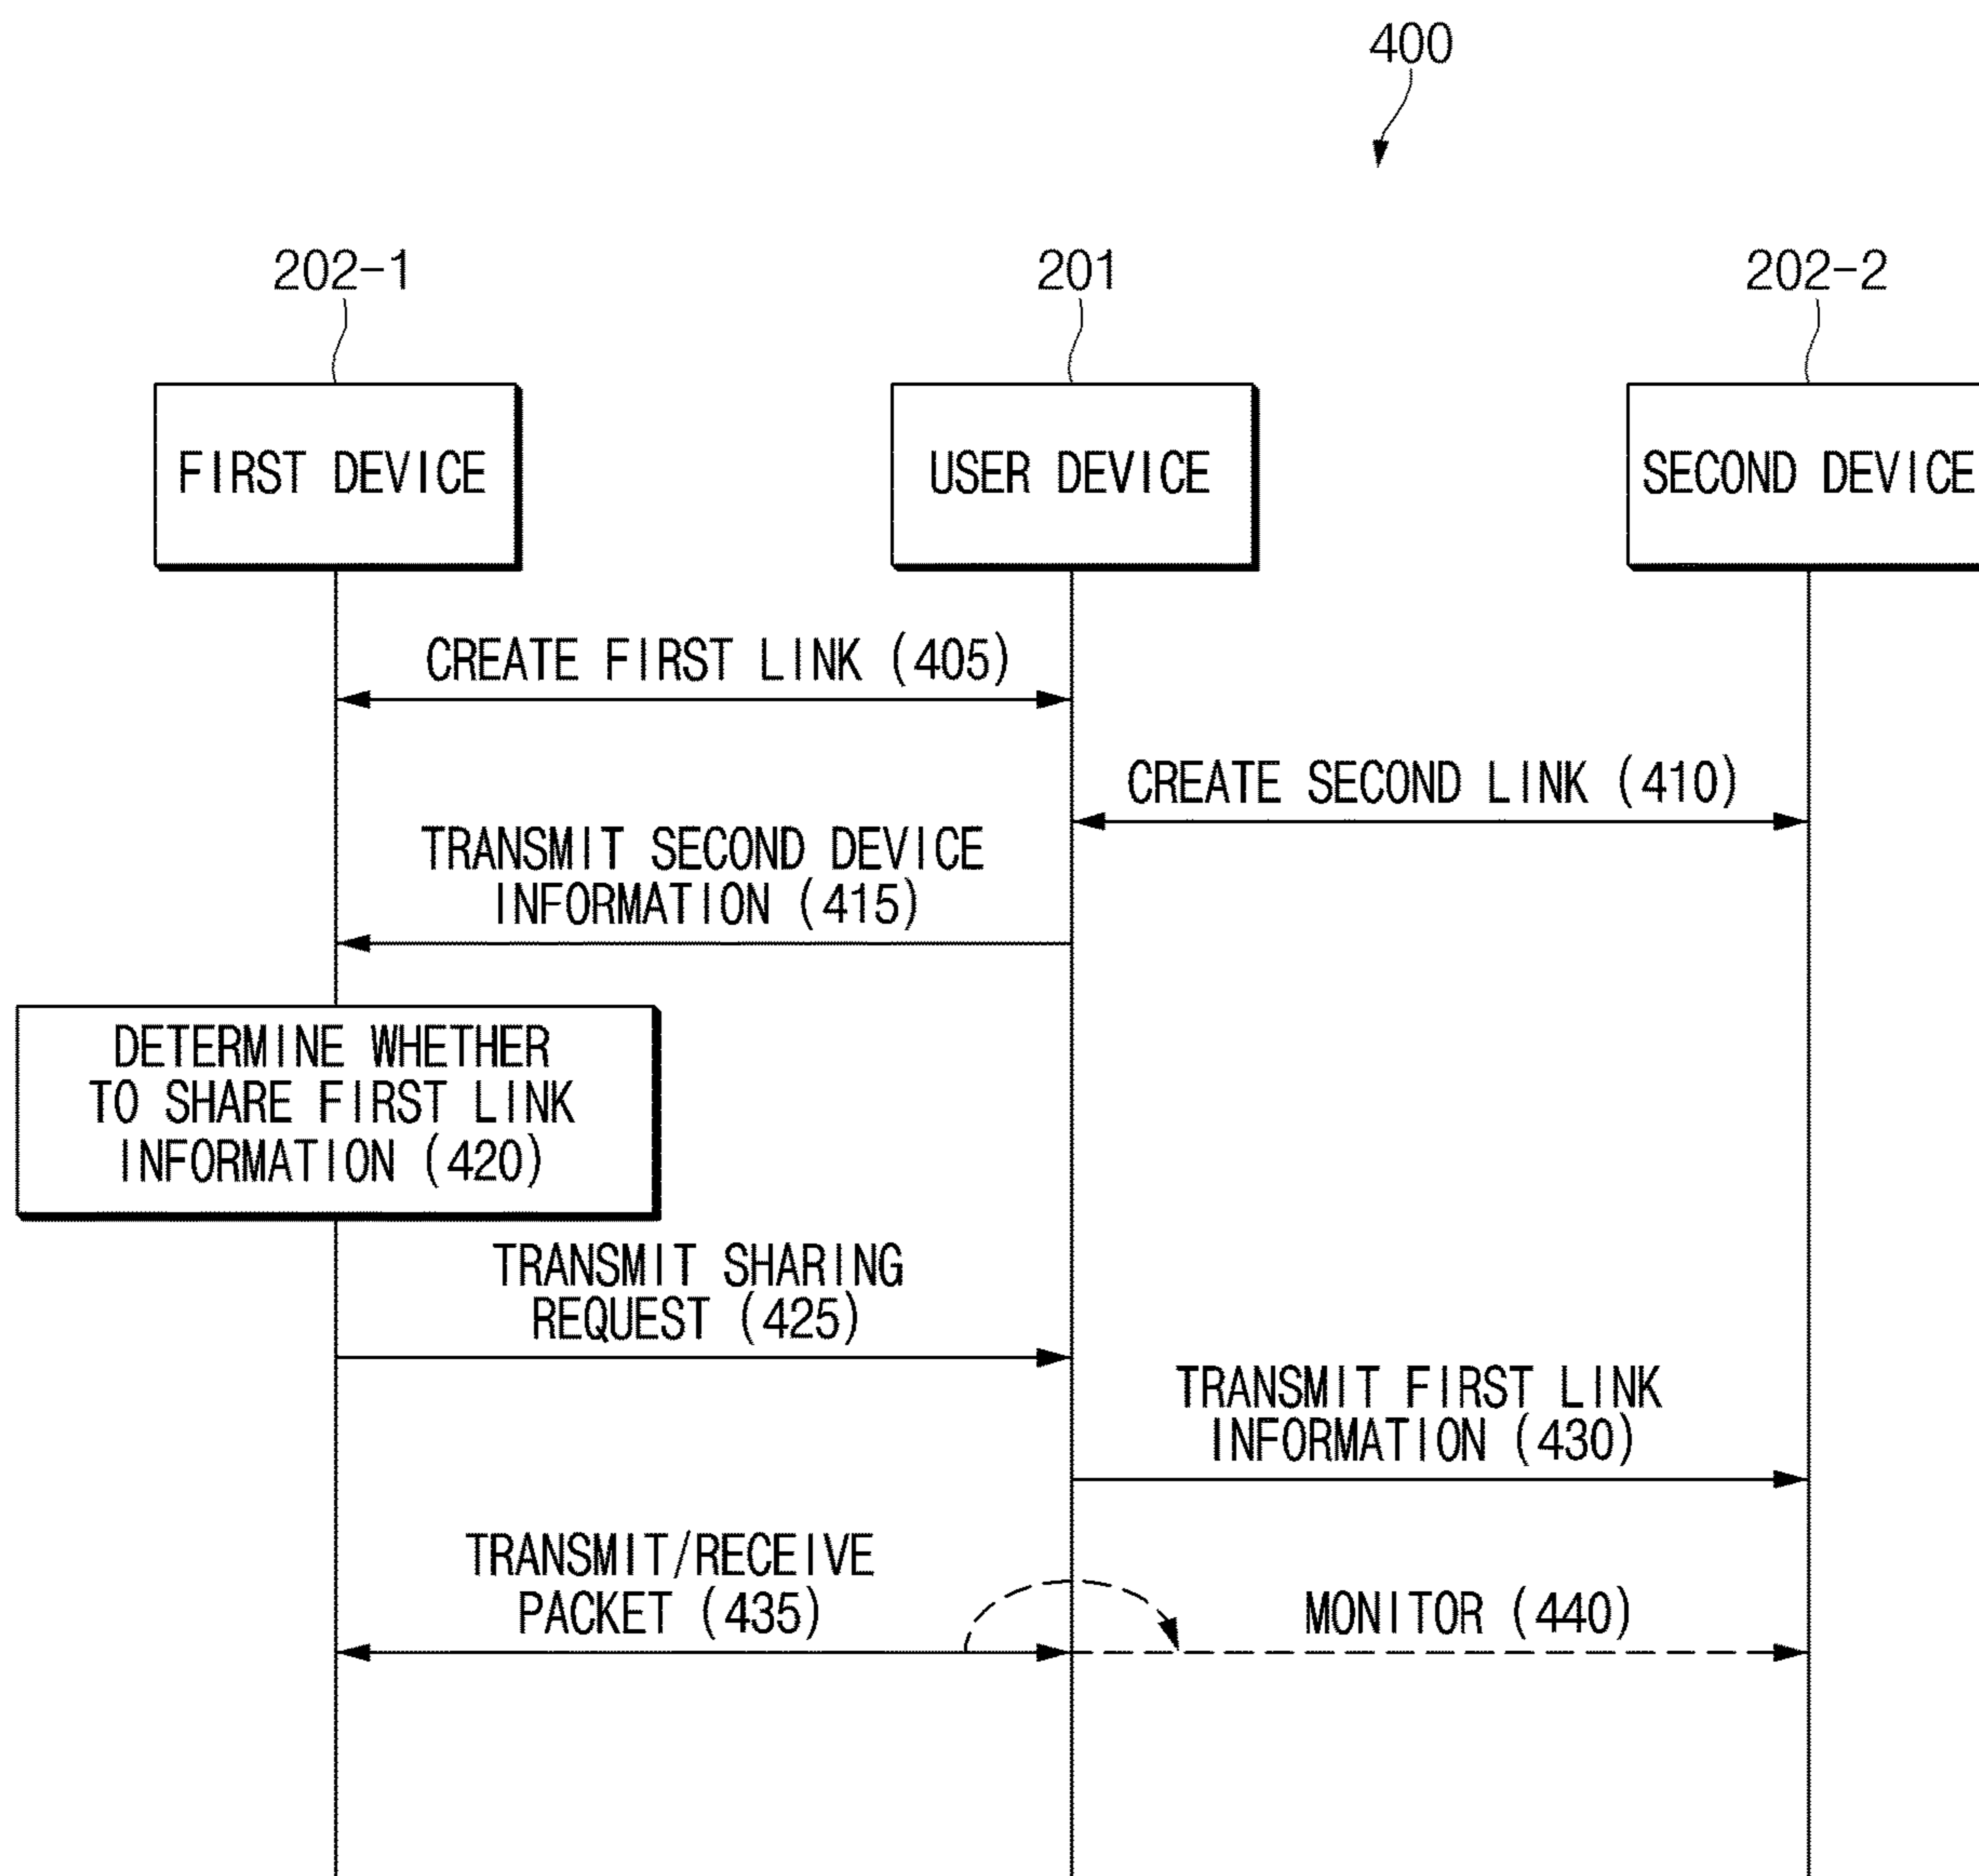 400
202-1
201
202-2
FIRST DEVICE
USER DEVICE
SECOND DEVICE
CREATE FIRST LINK (405)
CREATE SECOND LINK (410)
TRANSMIT SECOND DEVICE
INFORMATION (415)
DETERMINE WHETHER
TO SHARE FIRST LINK
INFORMATION (420)
TRANSMIT SHARING
REQUEST (425)
TRANSMIT FIRST LINK
INFORMATION (430)
TRANSMIT/RECEIVE
PACKET (435)
MONITOR (440)